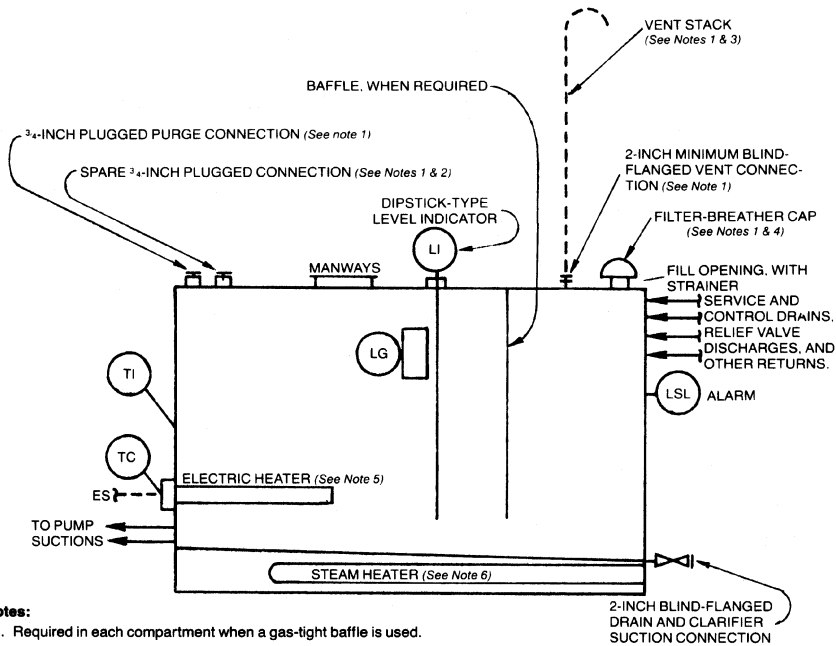 VENT STACK
(See Notes 1 & 3)
BAFFLE, WHEN REQUIRED
3/4-INCH PLUGGED PURGE CONNECTION (See note 1)
SPARE 3/4-INCH PLUGGED CONNECTION (See Notes 1 & 2)
2-INCH MINIMUM BLIND-
FLANGED VENT CONNEC-
TION (See Note 1)
DIPSTICK-TYPE
LEVEL INDICATOR
FILTER-BREATHER CAP
(See Notes 1 & 4)
LI
MANWAYS
FILL OPENING, WITH
STRAINER
SERVICE AND
CONTROL DRAINS,
RELIEF VALVE
DISCHARGES, AND
OTHER RETURNS.
LG
TI
LSL
ALARM
TC
ELECTRIC HEATER (See Note 5)
ES
TO PUMP
SUCTIONS
STEAM HEATER (See Note 6)
2-INCH BLIND-FLANGED
DRAIN AND CLARIFIER
SUCTION CONNECTION
otes:
. Required in each compartment when a gas-tight baffle is used.